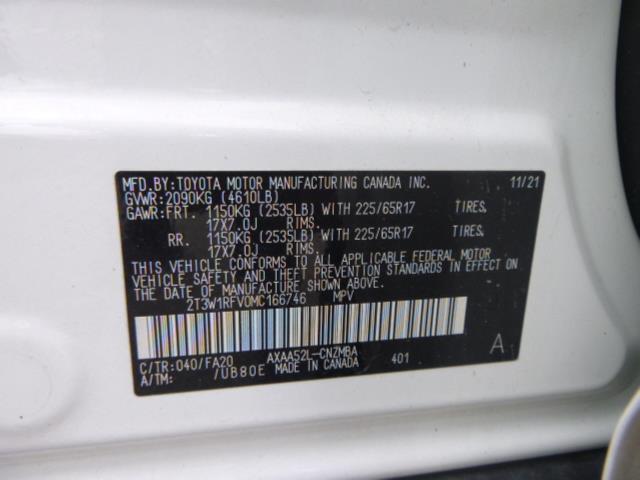 MFD.BY:TOYOTA MOTOR MANUFACTURING CANADA INC. 11/21
GVWR:2090KG (4610LB)
GAWR:FRT. 1150KG (2535LB) WITH 225/65R17 TIRES,
17X7.0J RIMS.
RR. 1150KG (2535LB) WITH 225/65R17 TIRES,
17X7.0J RIMS.
THIS VEHICLE CONFORMS TO ALL APPLICABLE FEDERAL MOTOR
VEHICLE SAFETY AND THEFT PREVENTION STANDARDS IN EFFECT ON
THE DATE OF MANUFACTURE SHOWN ABOVE.
2T3W1RFV0MC166746 MPV
C/TR:040/FA20 AXAA52L-CNZMBA 401 A
A/TM: /UB80E MADE IN CANADA